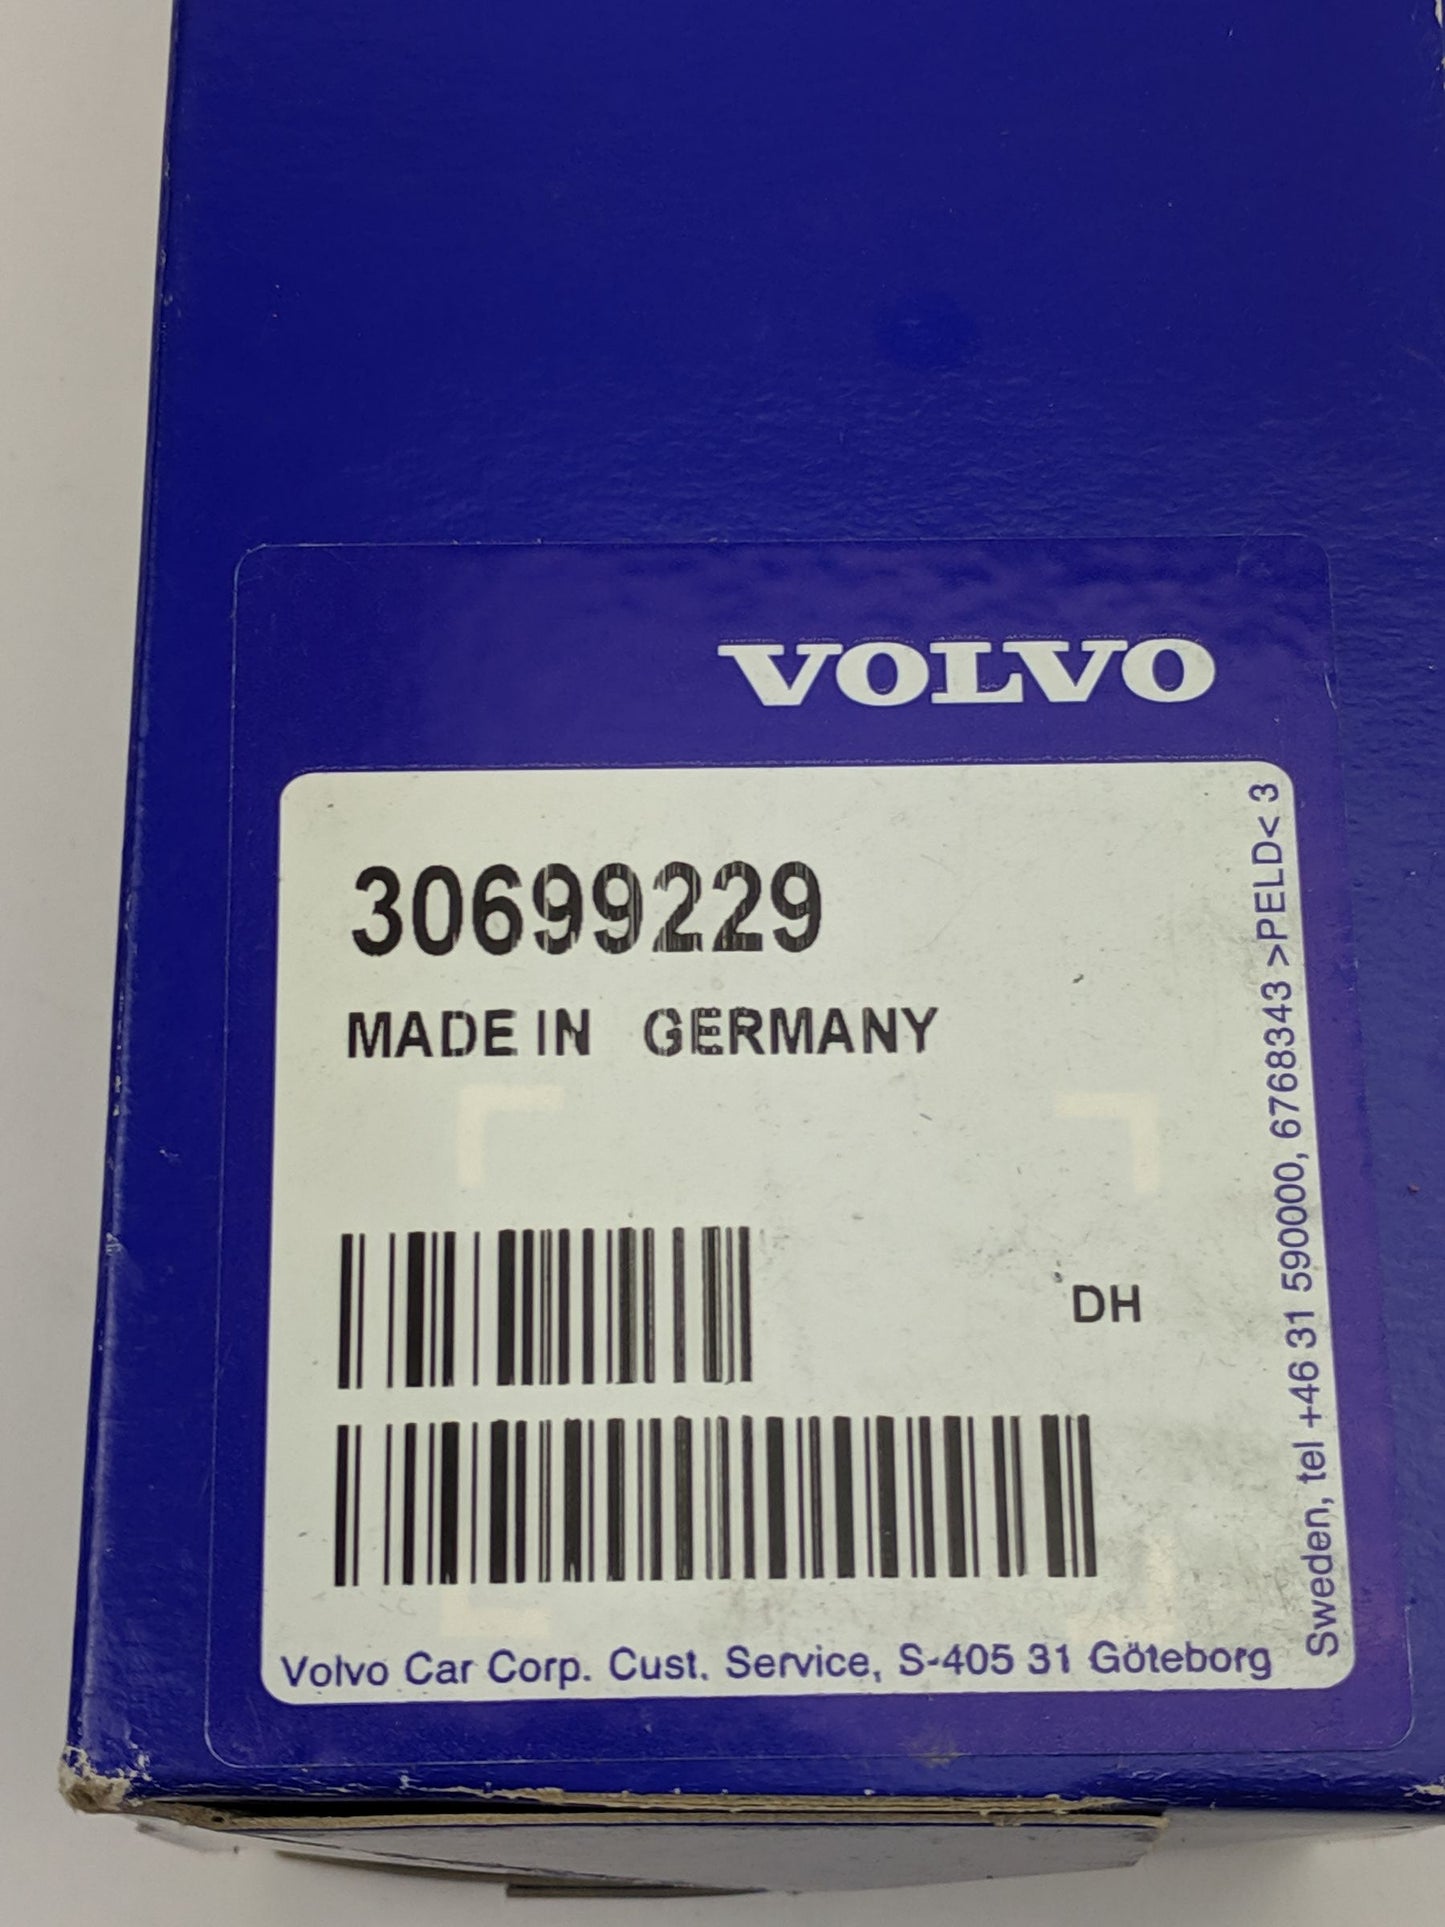 VOLVO
30699229
MADE IN GERMANY
DH
Volvo Car Corp. Cust. Service, S-405 31 Göteborg
Sweden, tel +46 31 590000, 6768343 >PELD< 3